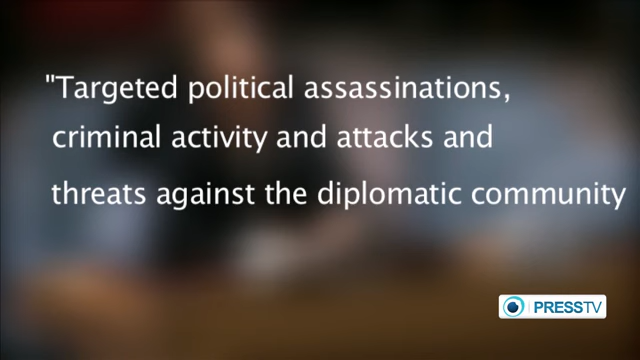 "Targeted political assassinations,
criminal activity and attacks and
threats against the diplomatic community
PRESSTV